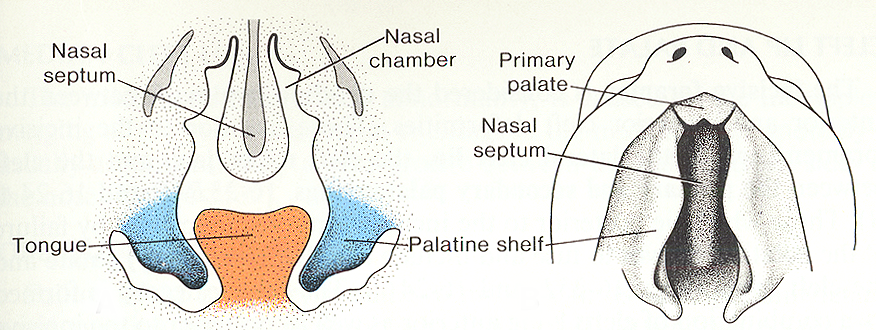 Nasal
septum
Nasal
chamber
Tongue
Palatine shelf
Primary
palate
Nasal
septum